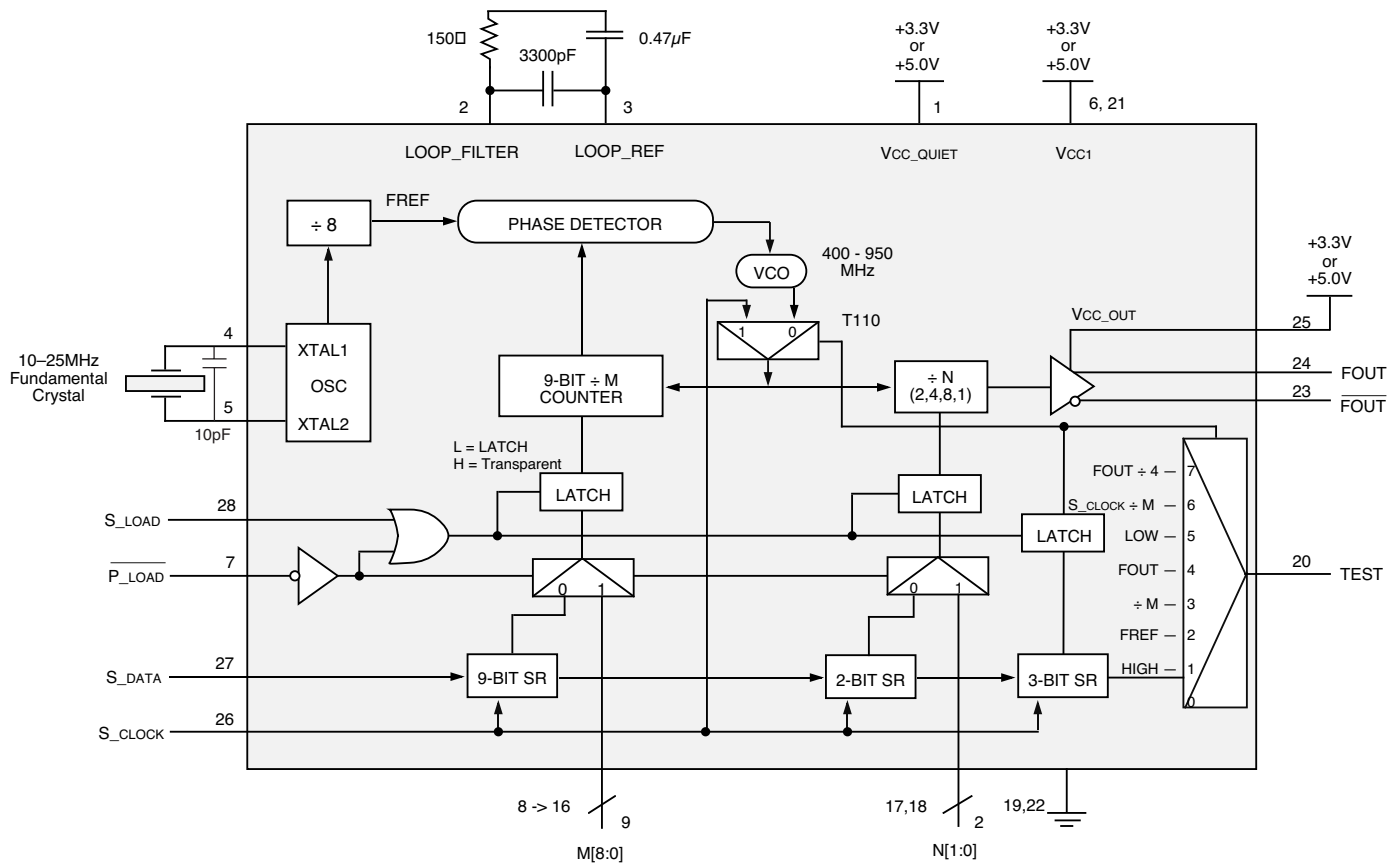 150□
3300pF
0.47µF
+3.3V
or
+5.0V
+3.3V
or
+5.0V
2
3
1
6, 21
LOOP_FILTER
LOOP_REF
VCC_QUIET
VCC1
÷ 8
FREF
PHASE DETECTOR
VCO
400 - 950
MHz
+3.3V
or
+5.0V
1
0
T110
VCC_OUT
25
10–25MHz
Fundamental
Crystal
4
5
10pF
XTAL1
OSC
XTAL2
9-BIT ÷ M
COUNTER
÷ N
(2,4,8,1)
24
FOUT
23
FOUT
L = LATCH
H = Transparent
LATCH
LATCH
LATCH
S_LOAD
28
P_LOAD
7
0
1
0
1
FOUT ÷ 4
7
S_CLOCK ÷ M
6
LOW
5
FOUT
4
÷ M
3
FREF
2
HIGH
1
0
20
TEST
S_DATA
27
9-BIT SR
2-BIT SR
3-BIT SR
S_CLOCK
26
8 -> 16
9
M[8:0]
17,18
2
N[1:0]
19,22